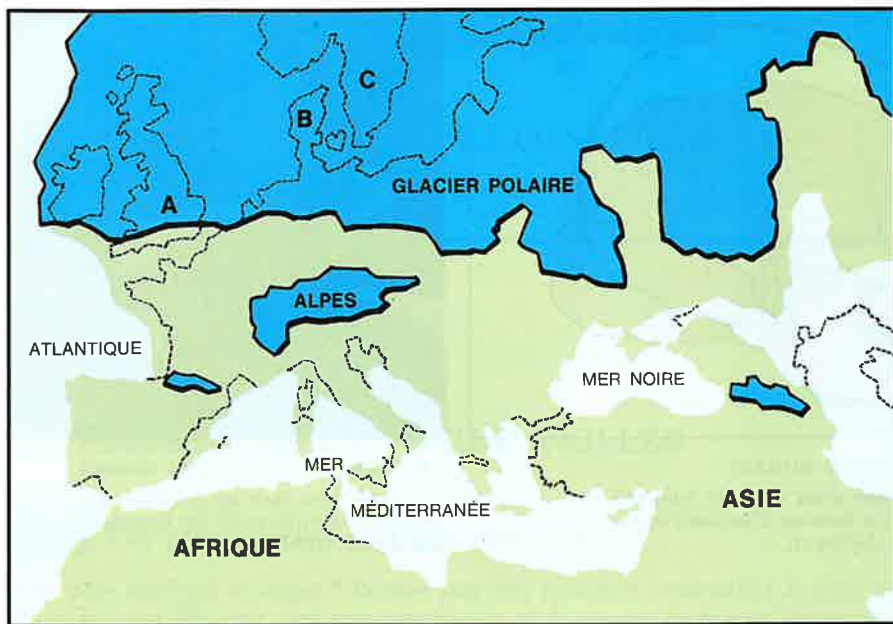 C
B
GLACIER POLAIRE
A
ALPES
ATLANTIQUE
MER NOIRE
MER
MÉDITERRANÉE
ASIE
AFRIQUE